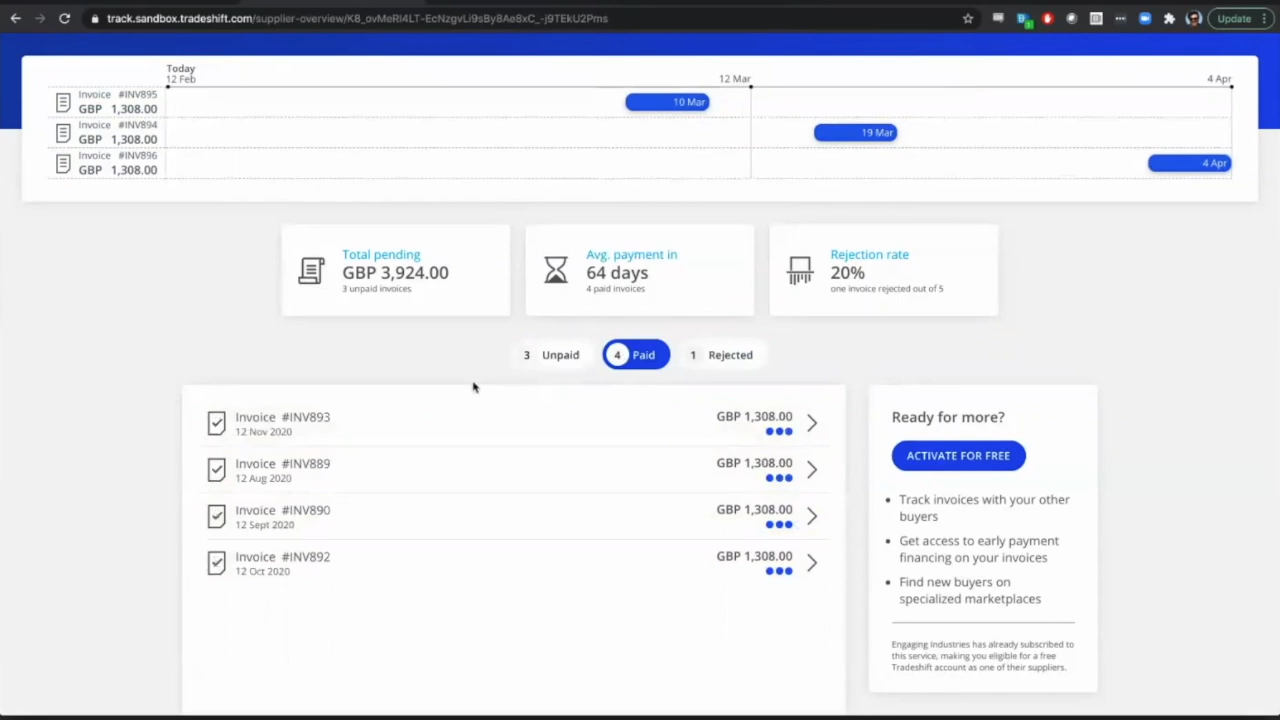 track.sandbox.tradeshift.com/supplier-overview/K8_ovMeRl4LT-EcNzgvLi9sBy8Ae8xC_-j9TEkU2Pms
Update
Today
12 Feb
12 Mar
4 Apr
Invoice #INV895
GBP 1,308.00
10 Mar
Invoice #INV894
GBP 1,308.00
19 Mar
Invoice #INV896
GBP 1,308.00
4 Apr
Total pending
GBP 3,924.00
3 unpaid invoices
Avg. payment in
64 days
4 paid invoices
Rejection rate
20%
one invoice rejected out of 5
3 Unpaid
4 Paid
1 Rejected
Invoice #INV893
12 Nov 2020
GBP 1,308.00
Invoice #INV889
12 Aug 2020
GBP 1,308.00
Invoice #INV890
12 Sept 2020
GBP 1,308.00
Invoice #INV892
12 Oct 2020
GBP 1,308.00
Ready for more?
ACTIVATE FOR FREE
Track invoices with your other
buyers
Get access to early payment
financing on your invoices
Find new buyers on
specialized marketplaces
Engaging Industries has already subscribed to
this service, making you eligible for a free
Tradeshift account as one of their suppliers.